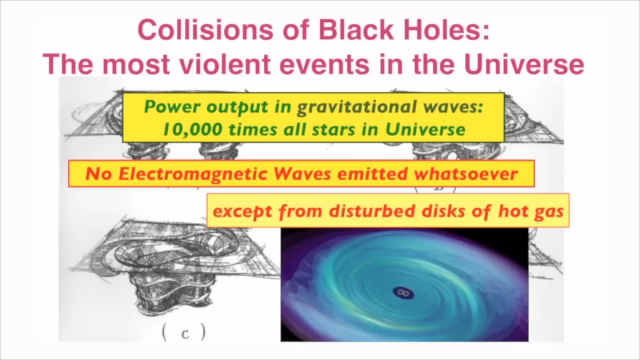 Collisions of Black Holes:
The most violent events in the Universe
Power output in gravitational waves:
10,000 times all stars in Universe
No Electromagnetic Waves emitted whatsoever
except from disturbed disks of hot gas
( c )